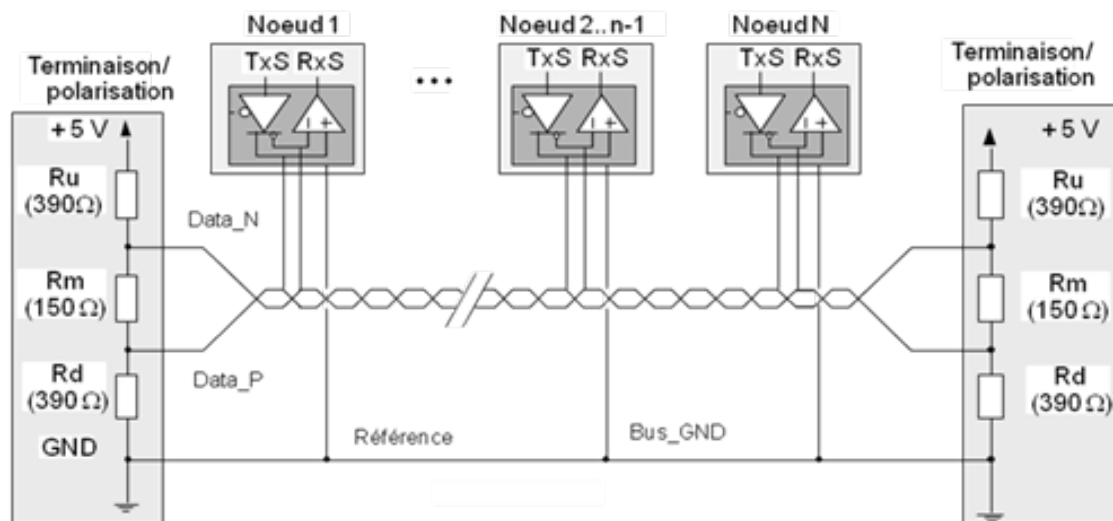 Noeud 1
Noeud 2..n-1
Noeud N
TxS RxS
TxS RxS
TxS RxS
...
Terminaison/
polarisation
+ 5 V
Ru
(390Ω)
Rm
(150 Ω)
Rd
(390 Ω)
GND
Data_N
Data_P
Référence
Bus_GND
Terminaison/
polarisation
+ 5 V
Ru
(390Ω)
Rm
(150 Ω)
Rd
(390 Ω)